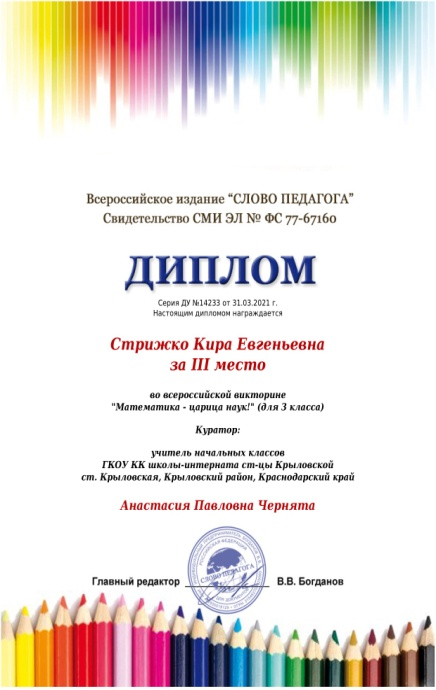 Всероссийское издание “СЛОВО ПЕДАГОГА”
Свидетельство СМИ ЭЛ № ФС 77-67160
ДИПЛОМ
Серия ДУ №14233 от 31.03.2021 г.
Настоящим дипломом награждается
Стрижко Кира Евгеньевна
за III место
во всероссийской викторине
"Математика - царица наук!" (для 3 класса)
Куратор:
учитель начальных классов
ГКОУ КК школы-интерната ст-цы Крыловской
ст. Крыловская, Крыловский район, Краснодарский край
Анастасия Павловна Чернята
СЛОВО ПЕДАГОГА
Главный редактор В.В. Богданов